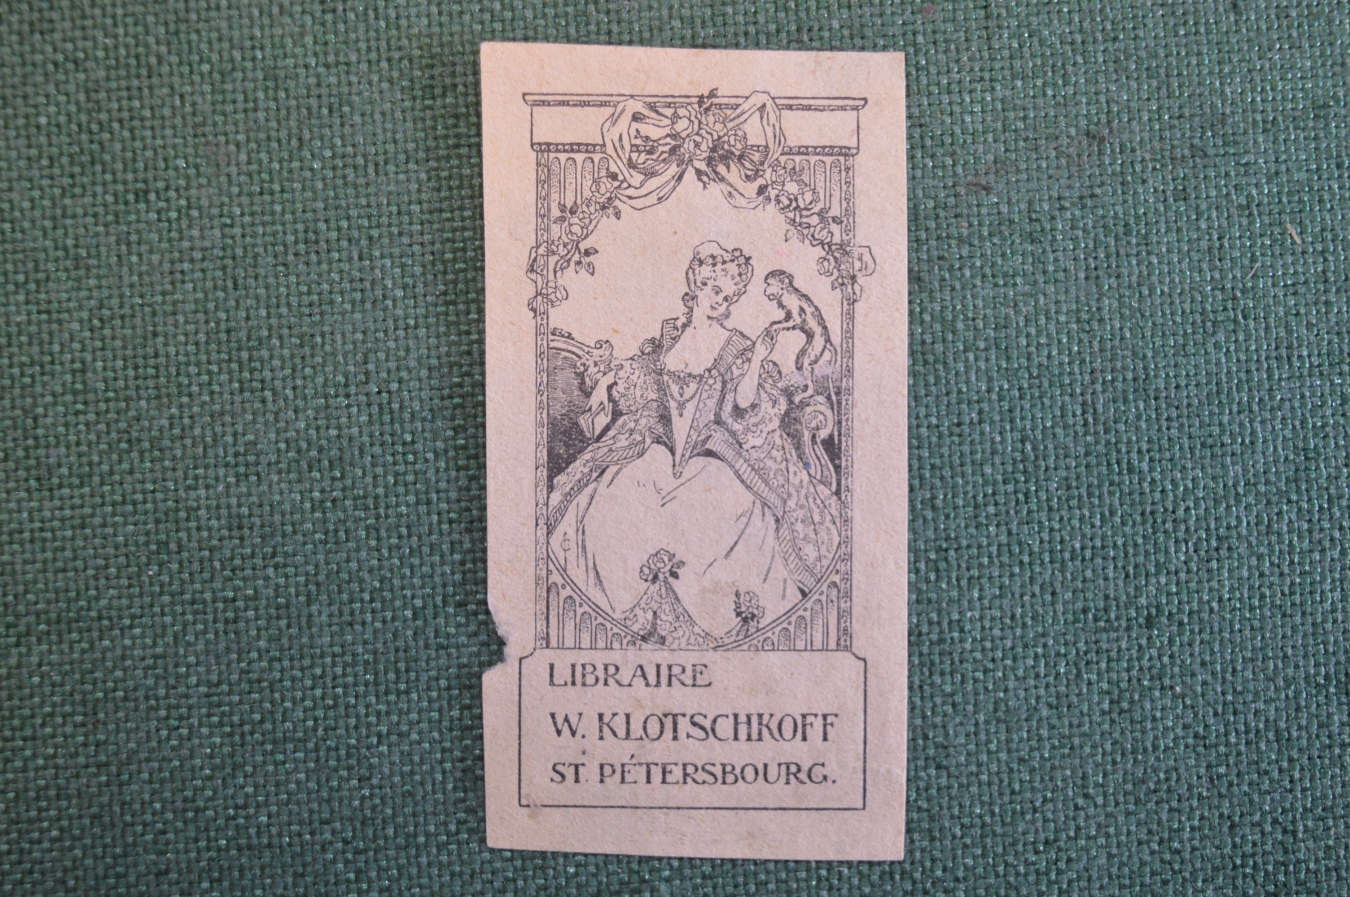 LIBRAIRE
W. KLOTSCHKOFF
ST. PÉTERSBOURG.